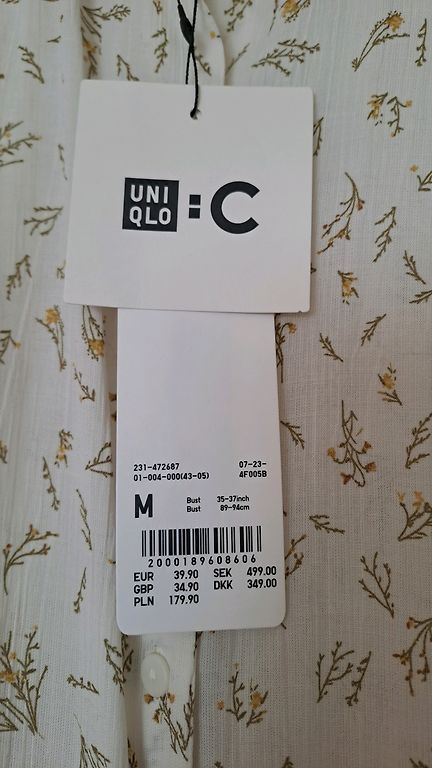 UNI
QLO : C
231-472687 07-23-
01-004-000(43-05) 4F005B
M Bust 35-37inch
Bust 89-94cm
2000189608606
EUR 39.90 SEK 499.00
GBP 34.90 DKK 349.00
PLN 179.90